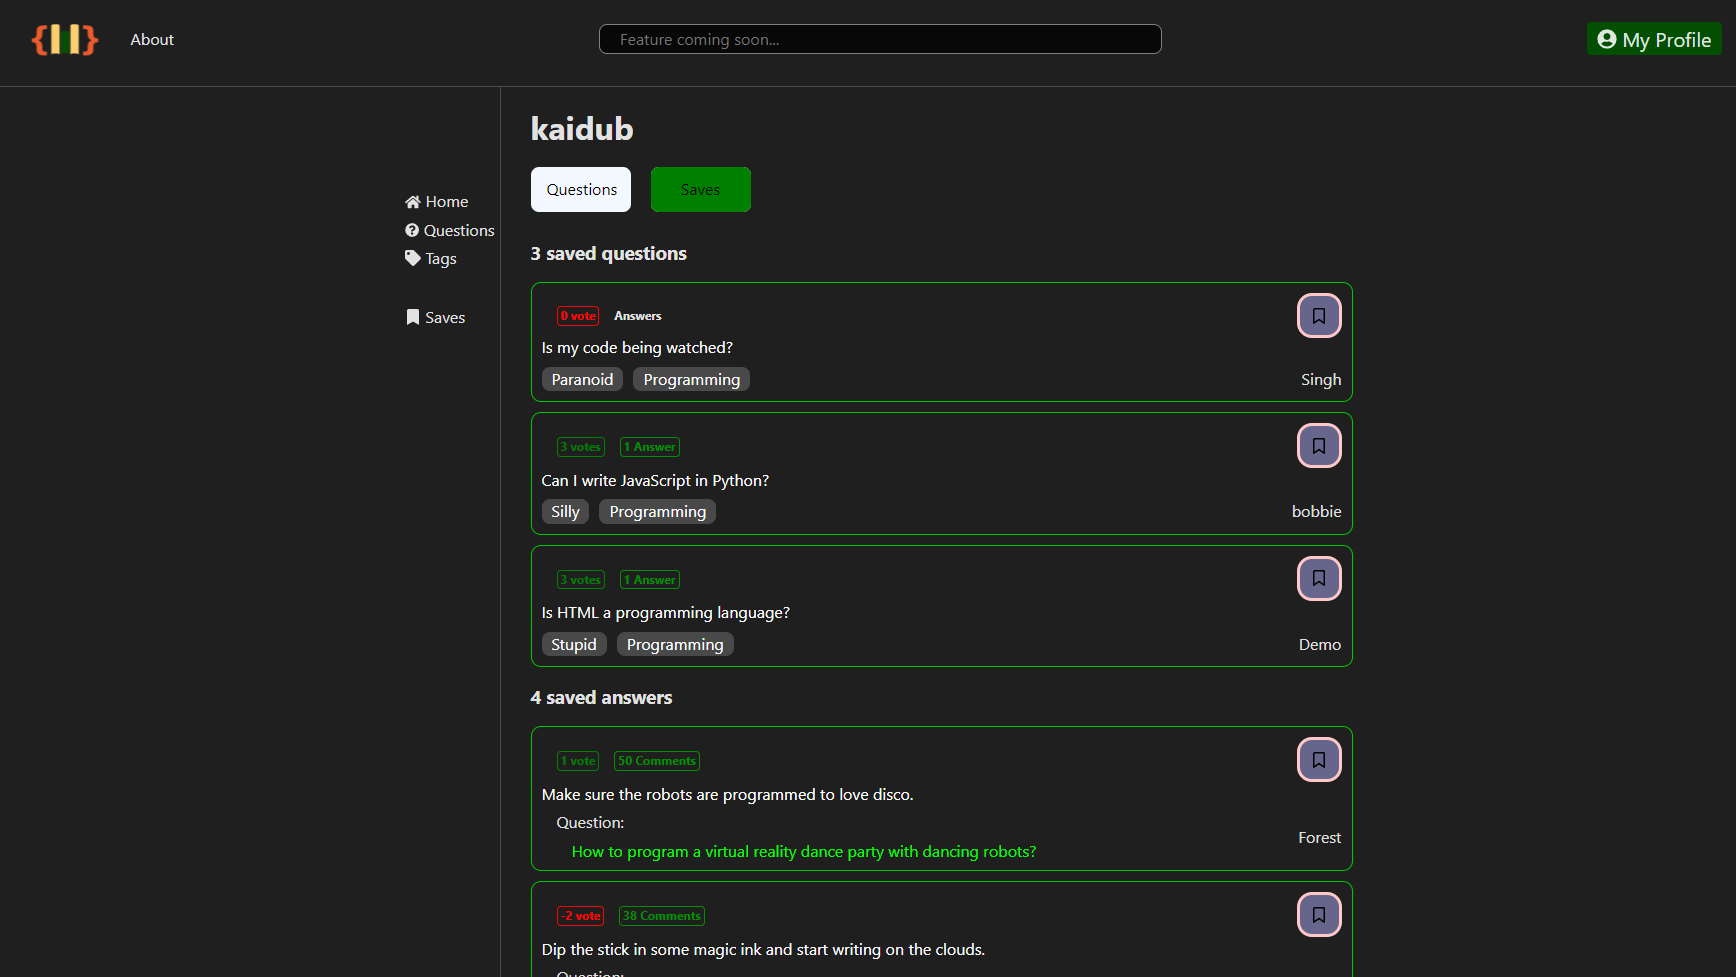 About
Feature coming soon...
My Profile
Home
Questions
Tags
Saves
kaidub
Questions
Saves
3 saved questions
0 vote Answers
Is my code being watched?
Paranoid Programming
Singh
3 votes 1 Answer
Can I write JavaScript in Python?
Silly Programming
bobbie
3 votes 1 Answer
Is HTML a programming language?
Stupid Programming
Demo
4 saved answers
1 vote 50 Comments
Make sure the robots are programmed to love disco.
Question:
Forest
How to program a virtual reality dance party with dancing robots?
-2 vote 38 Comments
Dip the stick in some magic ink and start writing on the clouds.
Question: